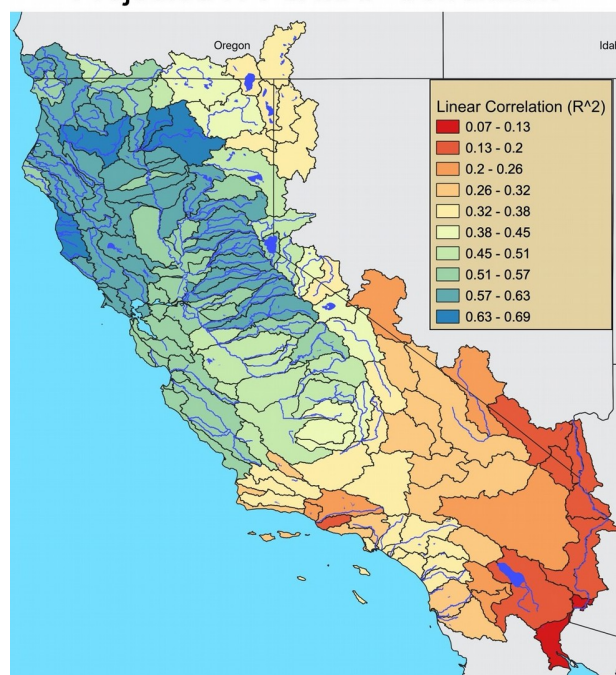 Oregon
Idal
Linear Correlation (R^2)
0.07 - 0.13
0.13 - 0.2
0.2 - 0.26
0.26 - 0.32
0.32 - 0.38
0.38 - 0.45
0.45 - 0.51
0.51 - 0.57
0.57 - 0.63
0.63 - 0.69